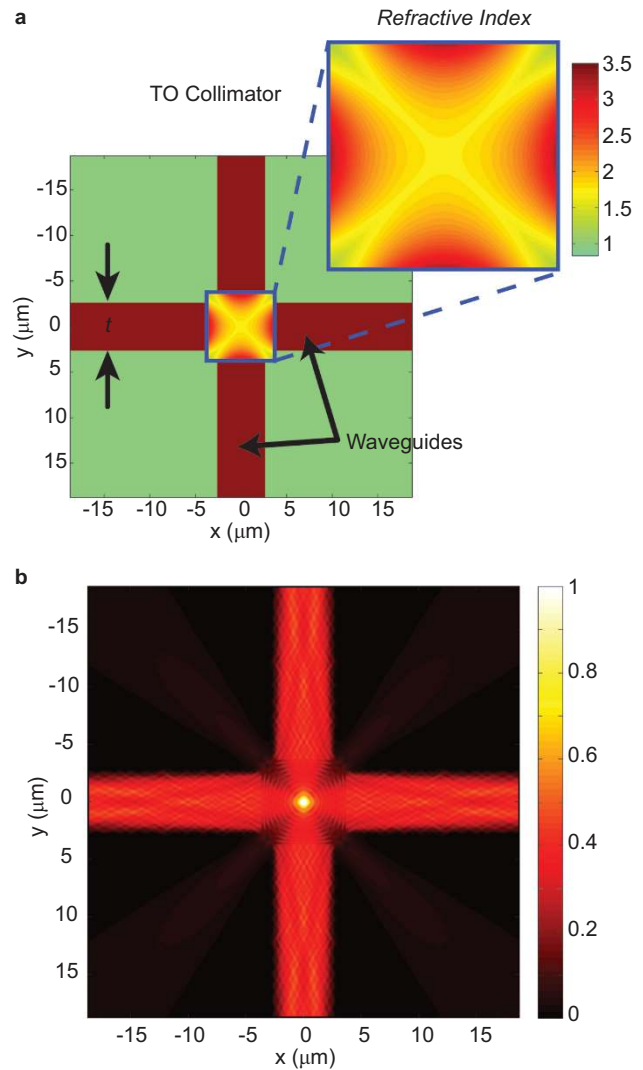 a
Refractive Index
TO Collimator
3.5
3
2.5
2
1.5
1
-15
-10
-5
0
5
10
15
y (μm)
t
Waveguides
-15 -10 -5 0 5 10 15
x (μm)
b
1
0.8
0.6
0.4
0.2
0
-15
-10
-5
0
5
10
15
y (μm)
-15 -10 -5 0 5 10 15
x (μm)